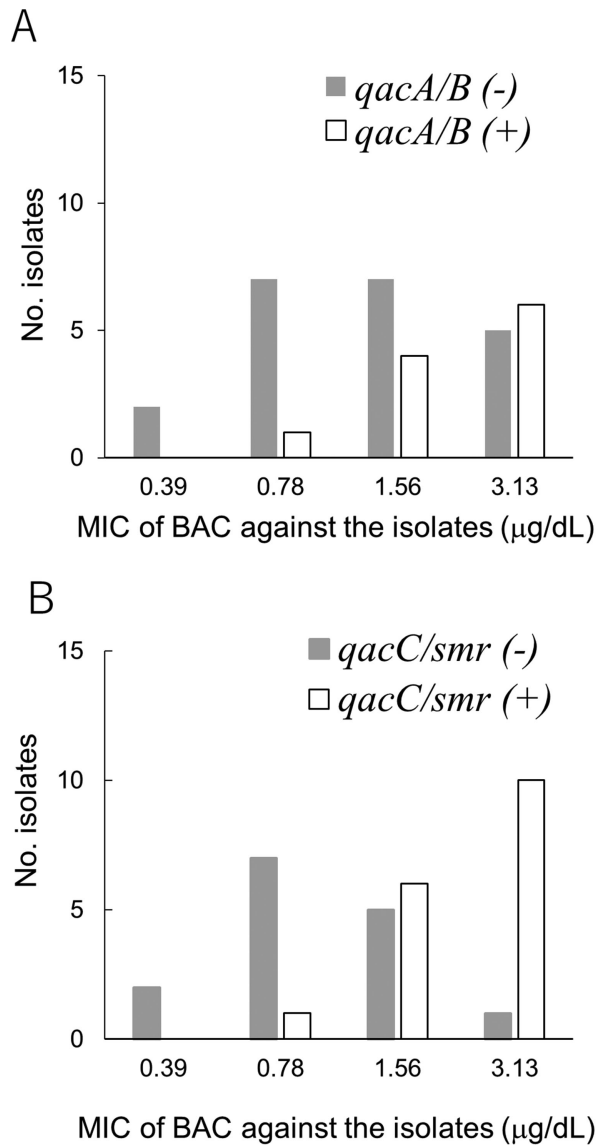 A
15
qacA/B (-)
qacA/B (+)
10
No. isolates
5
0
0.39 0.78 1.56 3.13
MIC of BAC against the isolates (μg/dL)
B
15
qacC/smr (-)
qacC/smr (+)
10
No. isolates
5
0
0.39 0.78 1.56 3.13
MIC of BAC against the isolates (μg/dL)